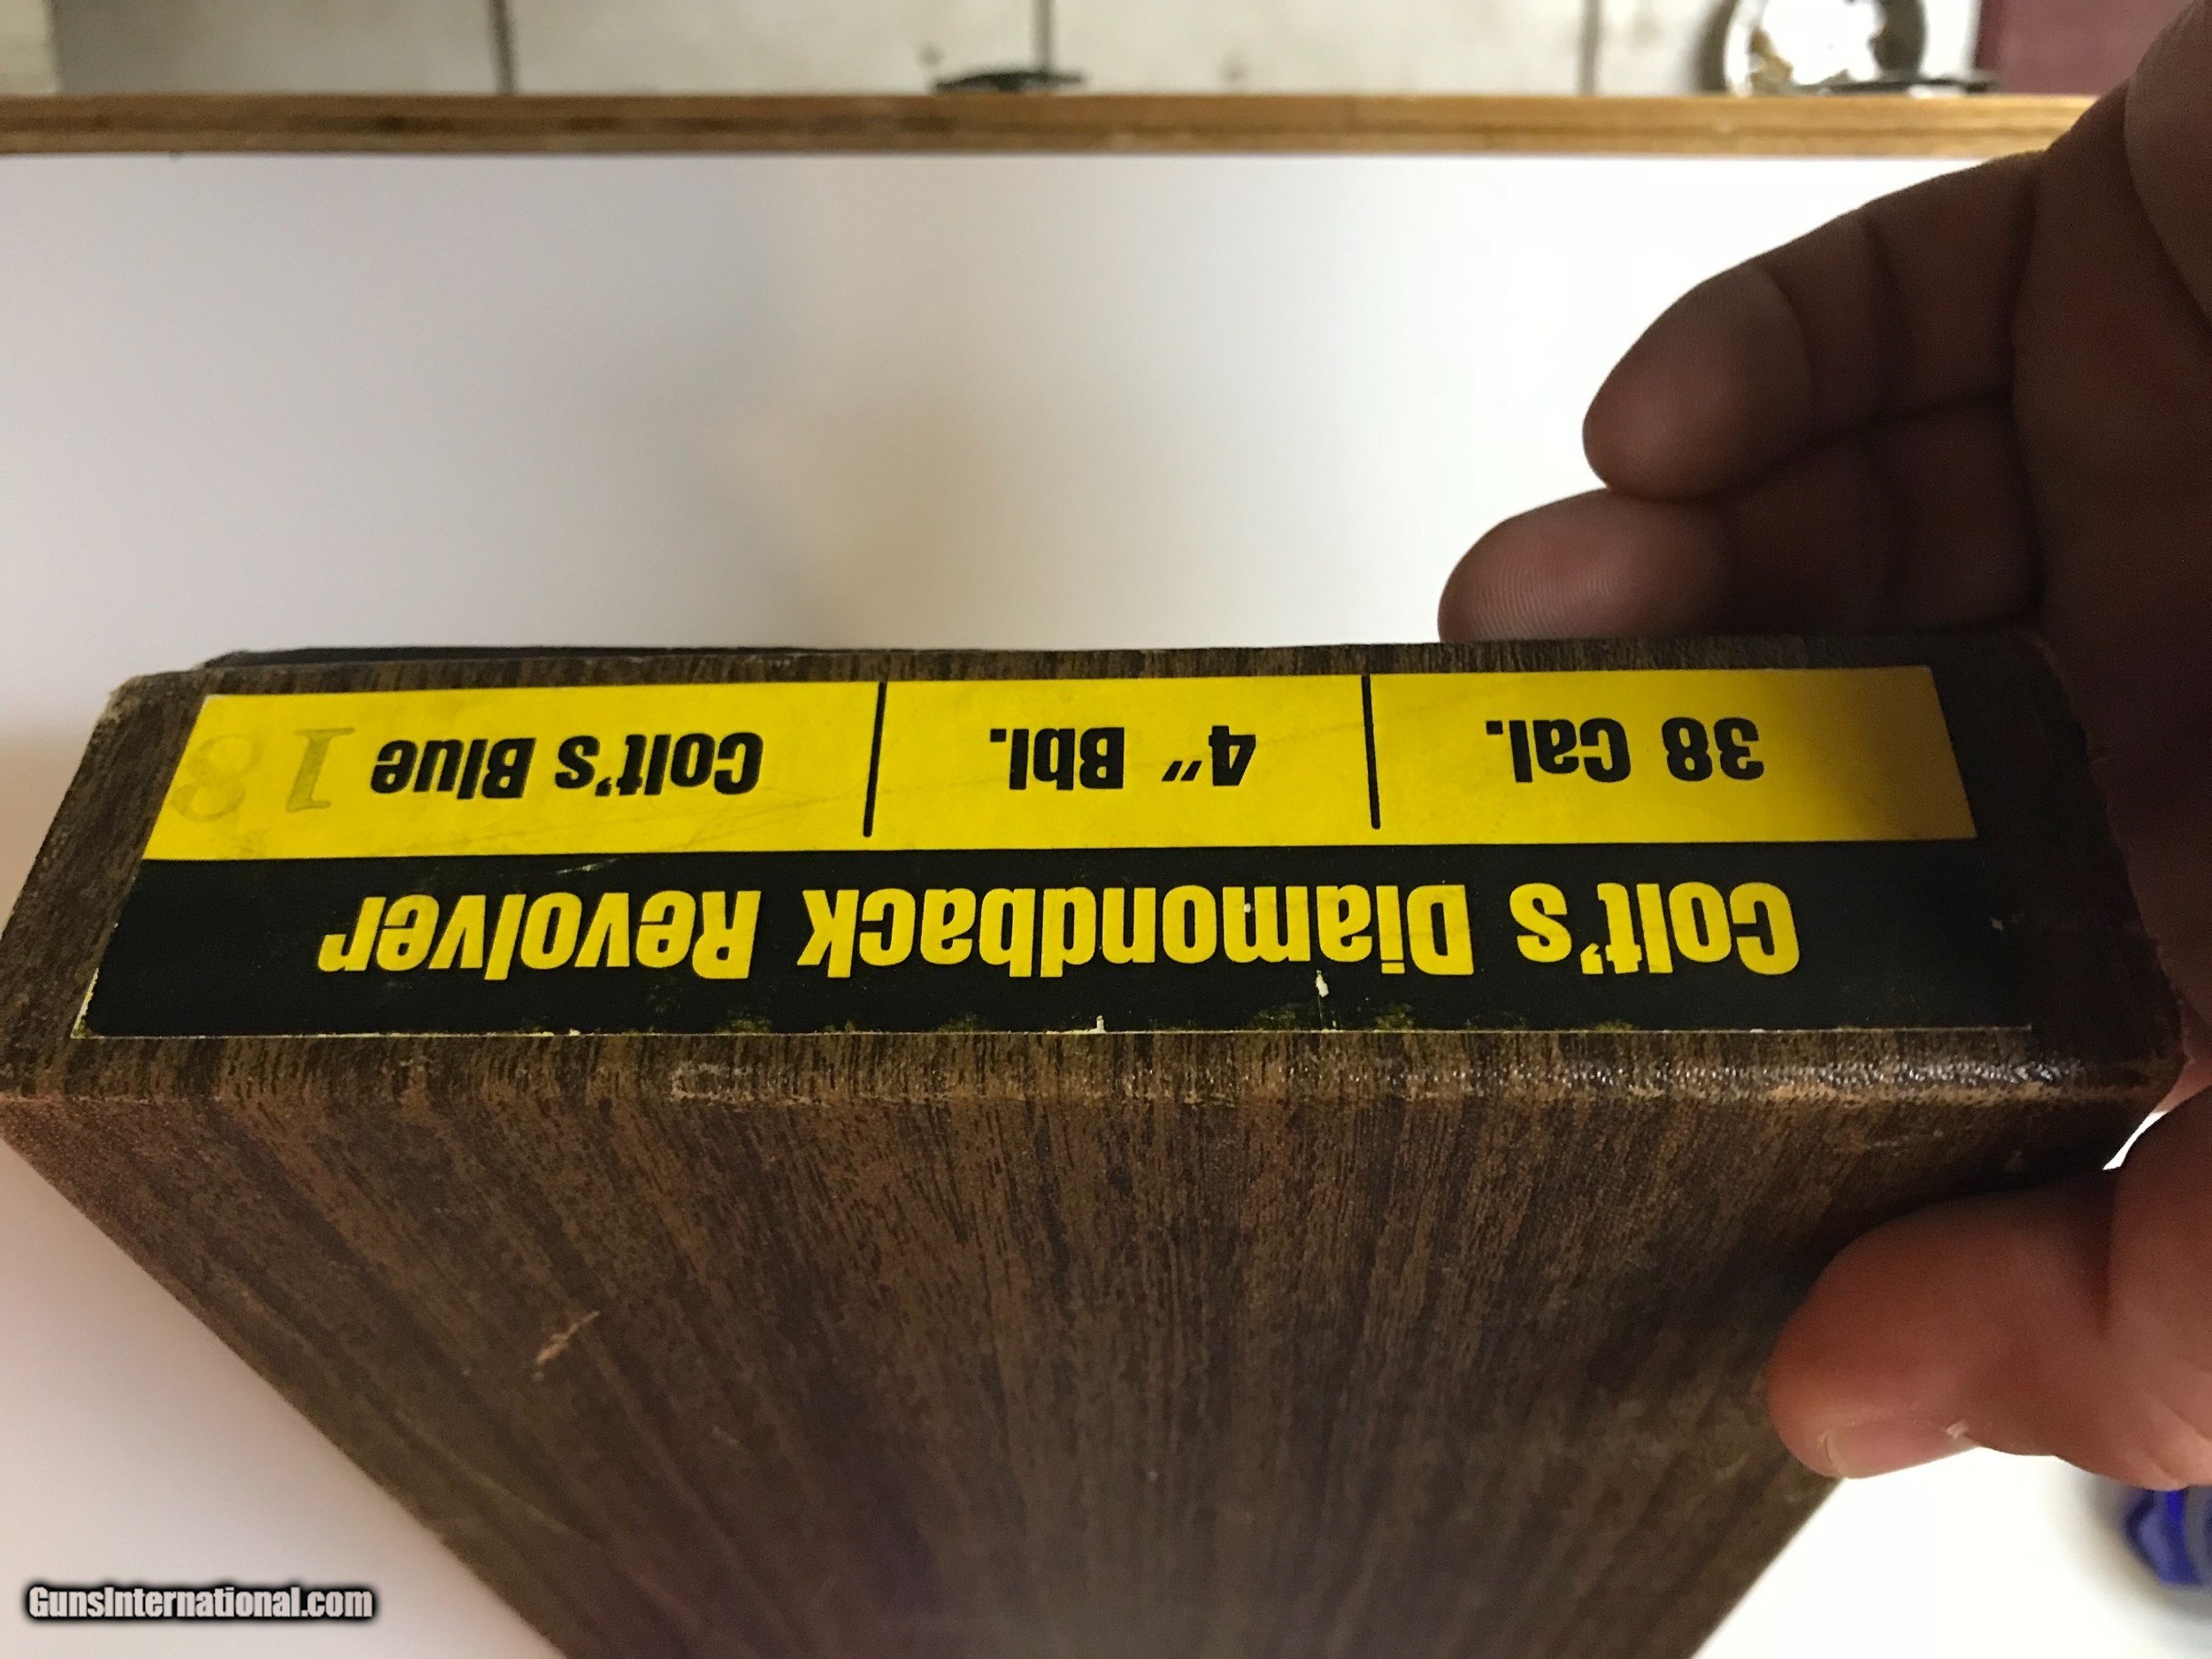 Colt's Diamondback Revolver
38 Cal. 4" Bbl. Colt's Blue 18
GunsInternational.com